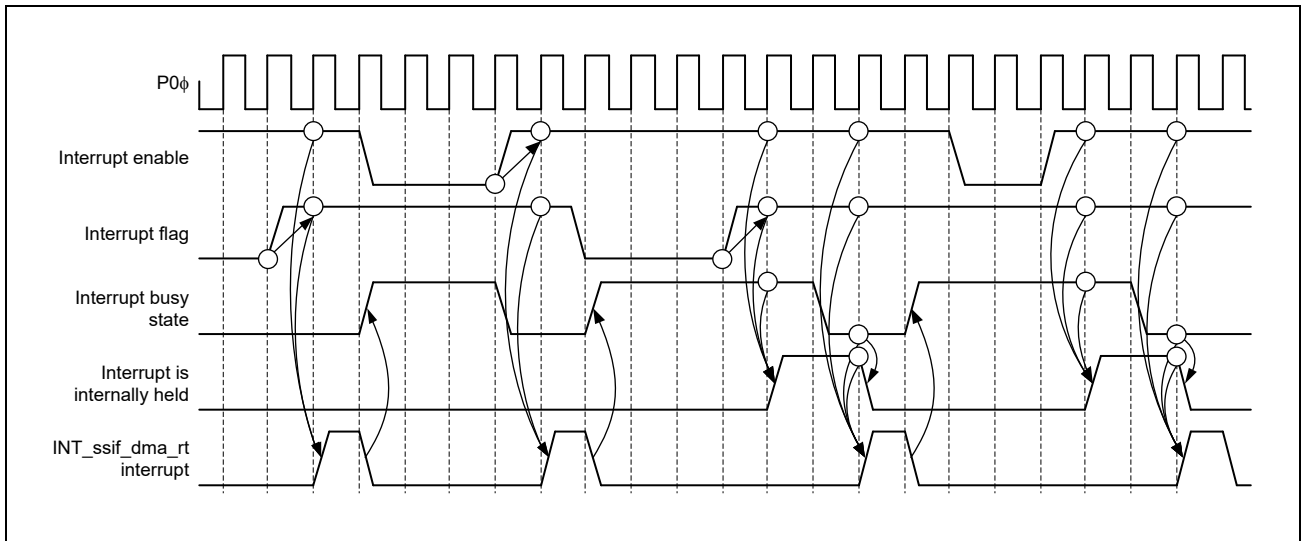 P0ϕ
Interrupt enable
Interrupt flag
Interrupt busy
state
Interrupt is
internally held
INT_ssif_dma_rt
interrupt